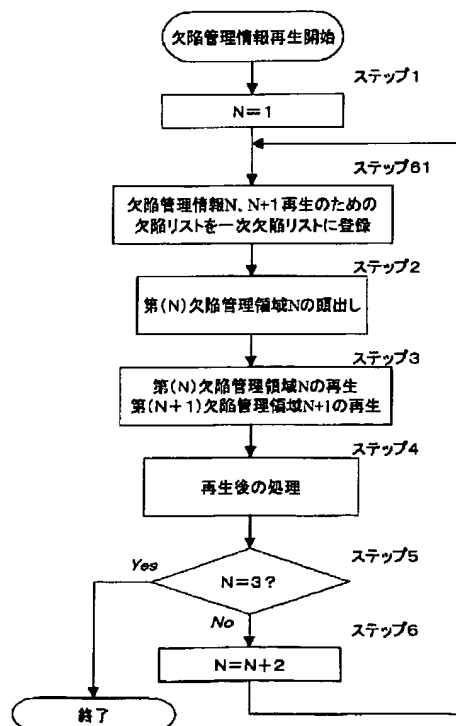 欠陥管理情報再生開始
ステップ1
N=1
ステップ61
欠陥管理情報N、N+1再生のための
欠陥リストを一次欠陥リストに登録
ステップ2
第(N)欠陥管理領域Nの頭出し
ステップ3
第(N)欠陥管理領域Nの再生
第(N+1)欠陥管理領域N+1の再生
ステップ4
再生後の処理
ステップ5
Yes
N=3?
No
ステップ6
N=N+2
終了